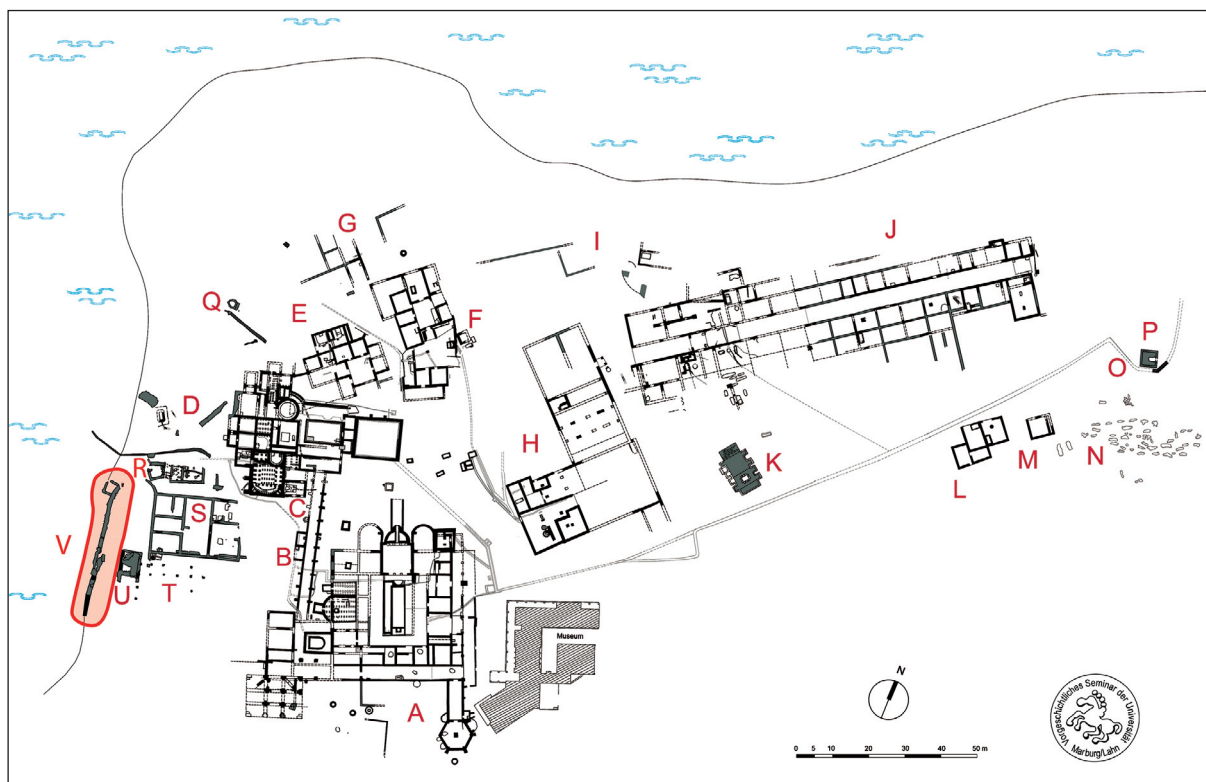 G
I
J
Q
E
F
P
O
D
H
K
M
N
L
R
S
C
V
B
U
T
Museum
A
N
0 5 10 20 30 40 50 m
Vorgeschichtliches Seminar der Universität
Marburg/Lahn